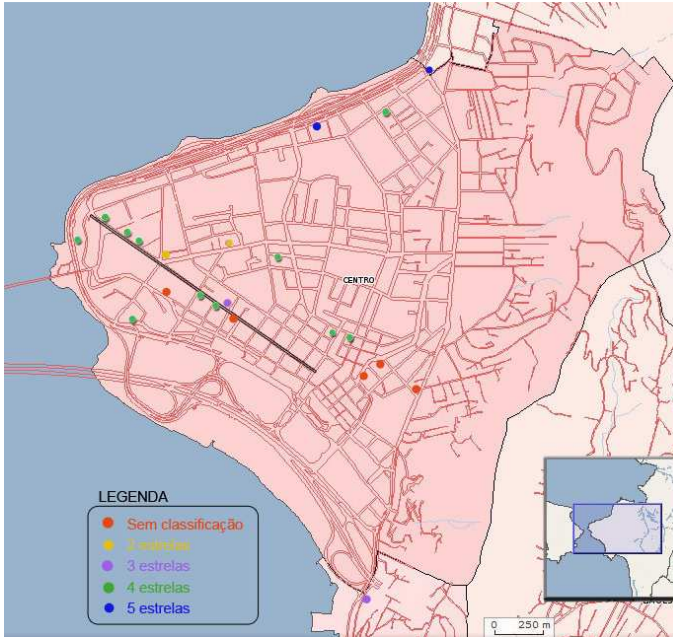 CENTRO
LEGENDA
Sem classificação
2 estrelas
3 estrelas
4 estrelas
5 estrelas
0 250 m